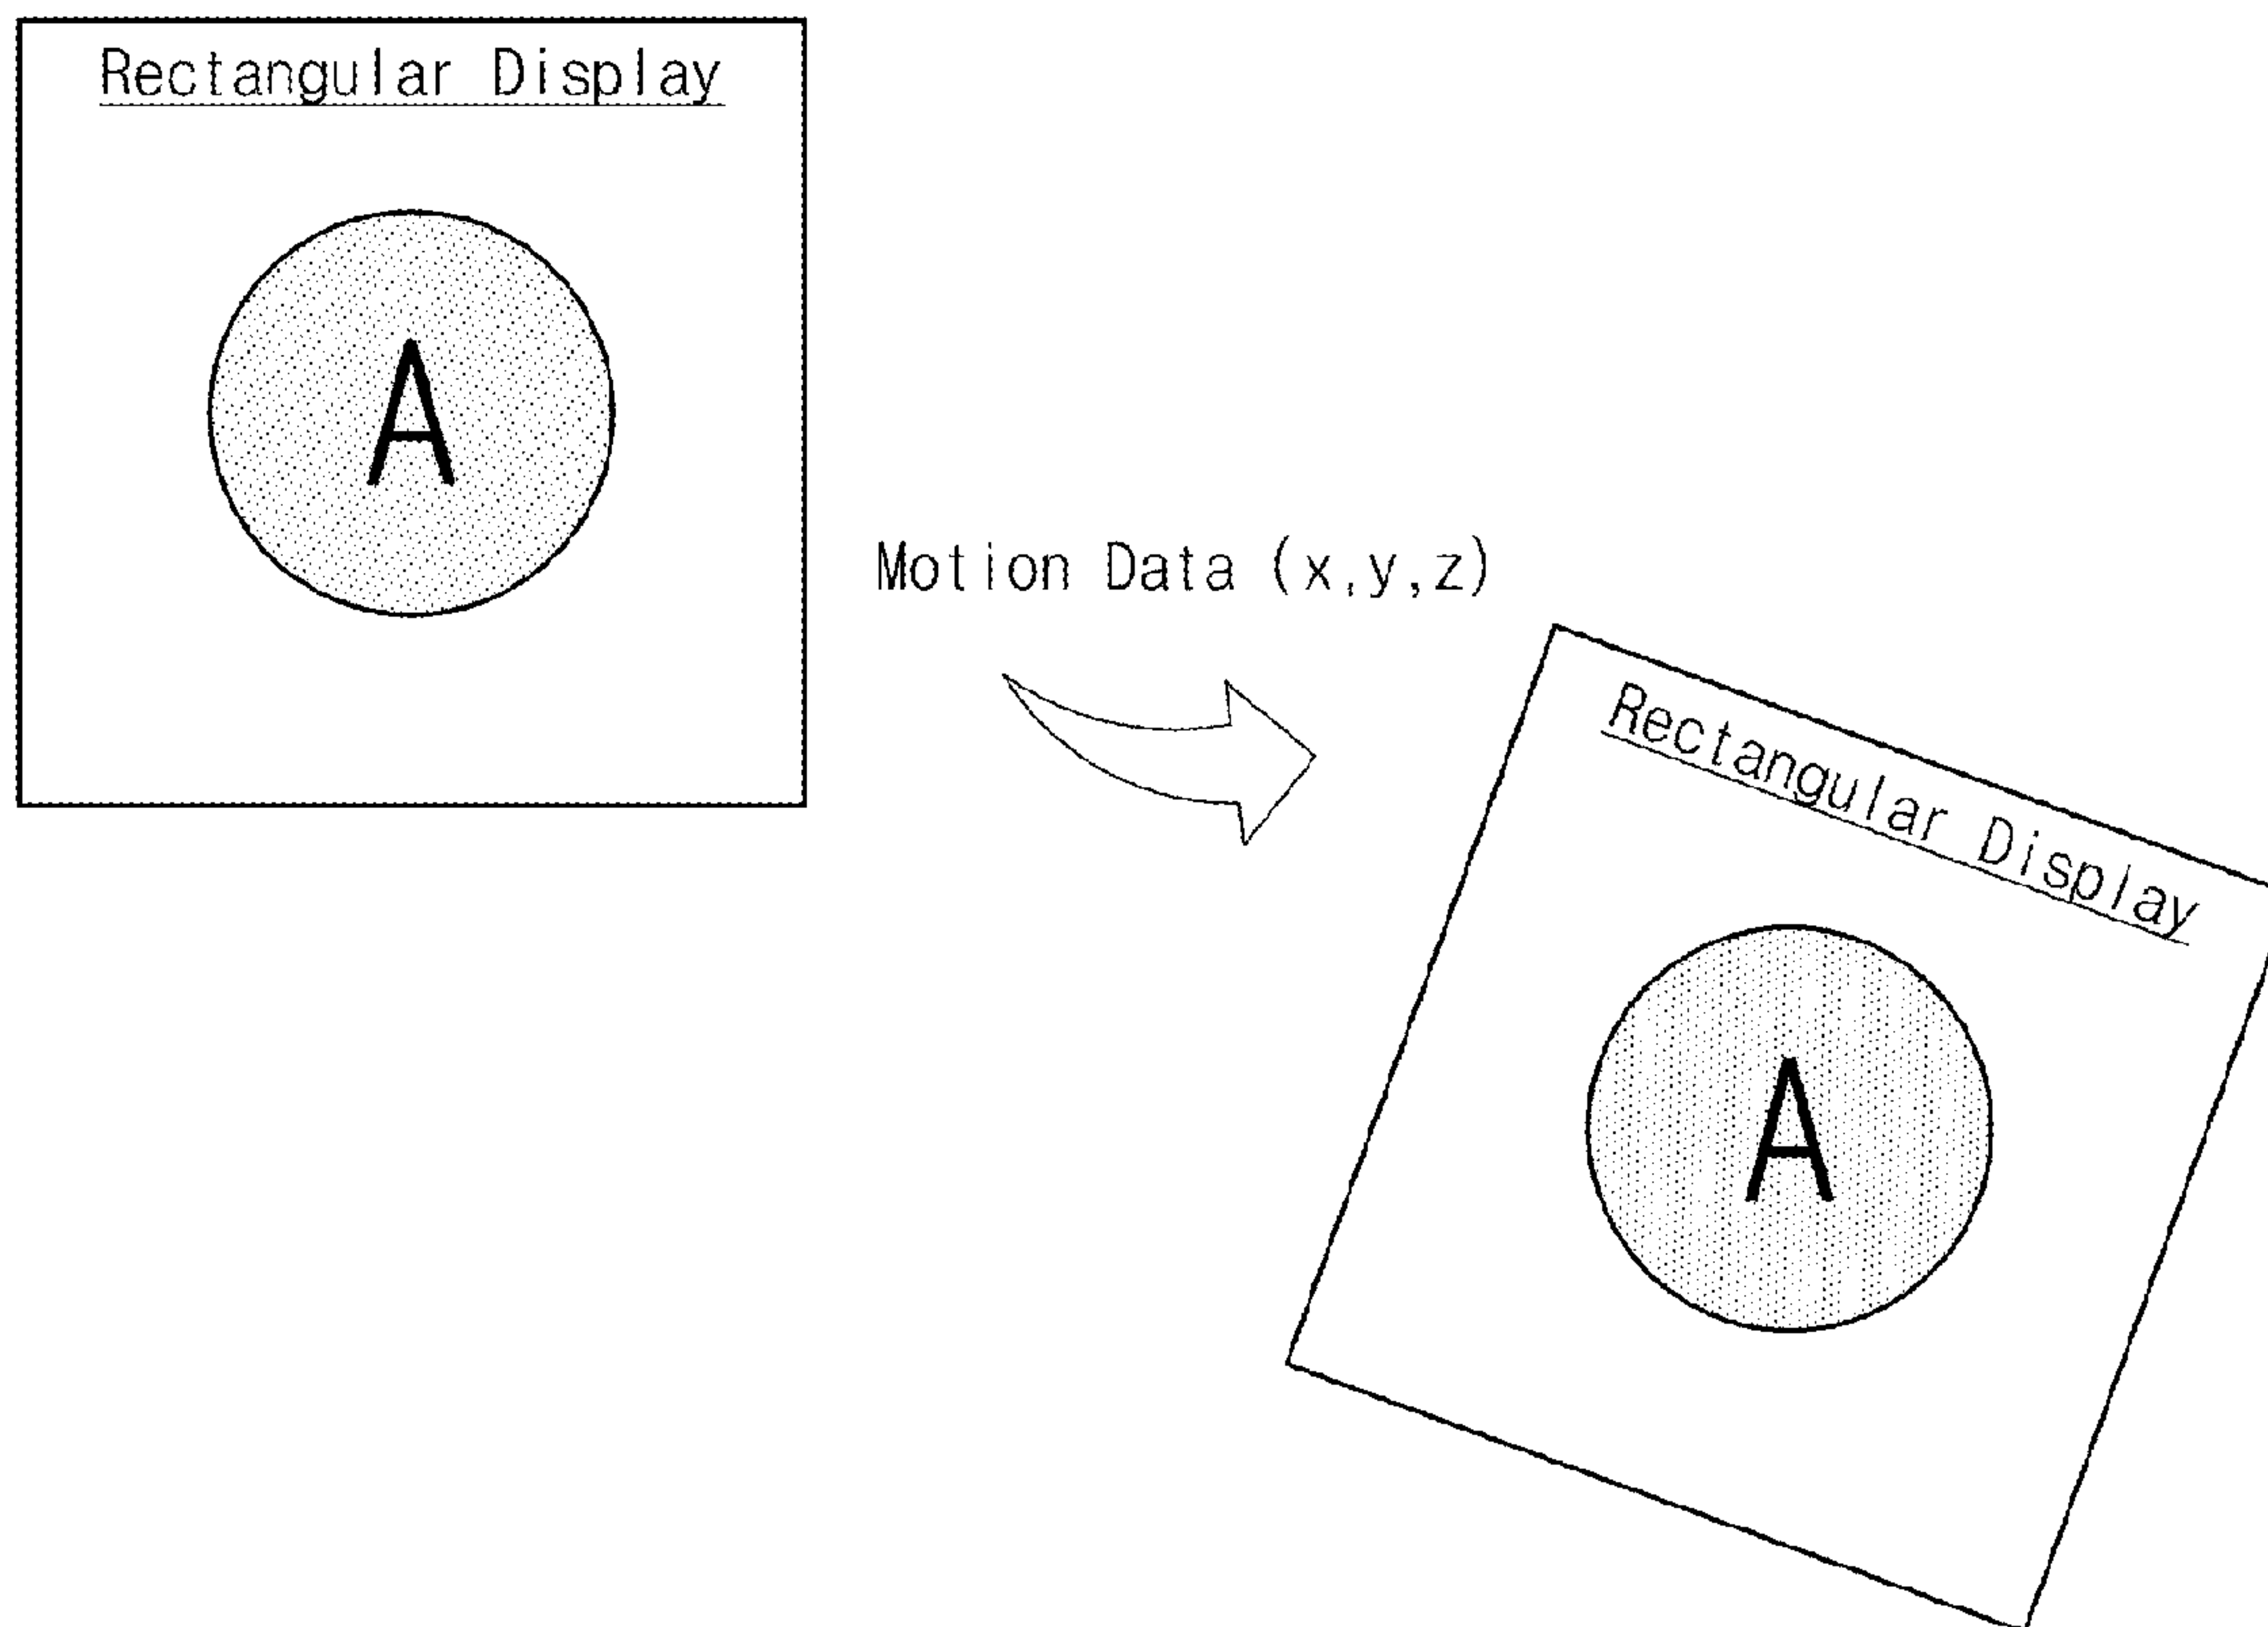 Rectangular Display
A
Motion Data (x,y,z)
Rectangular Display
A